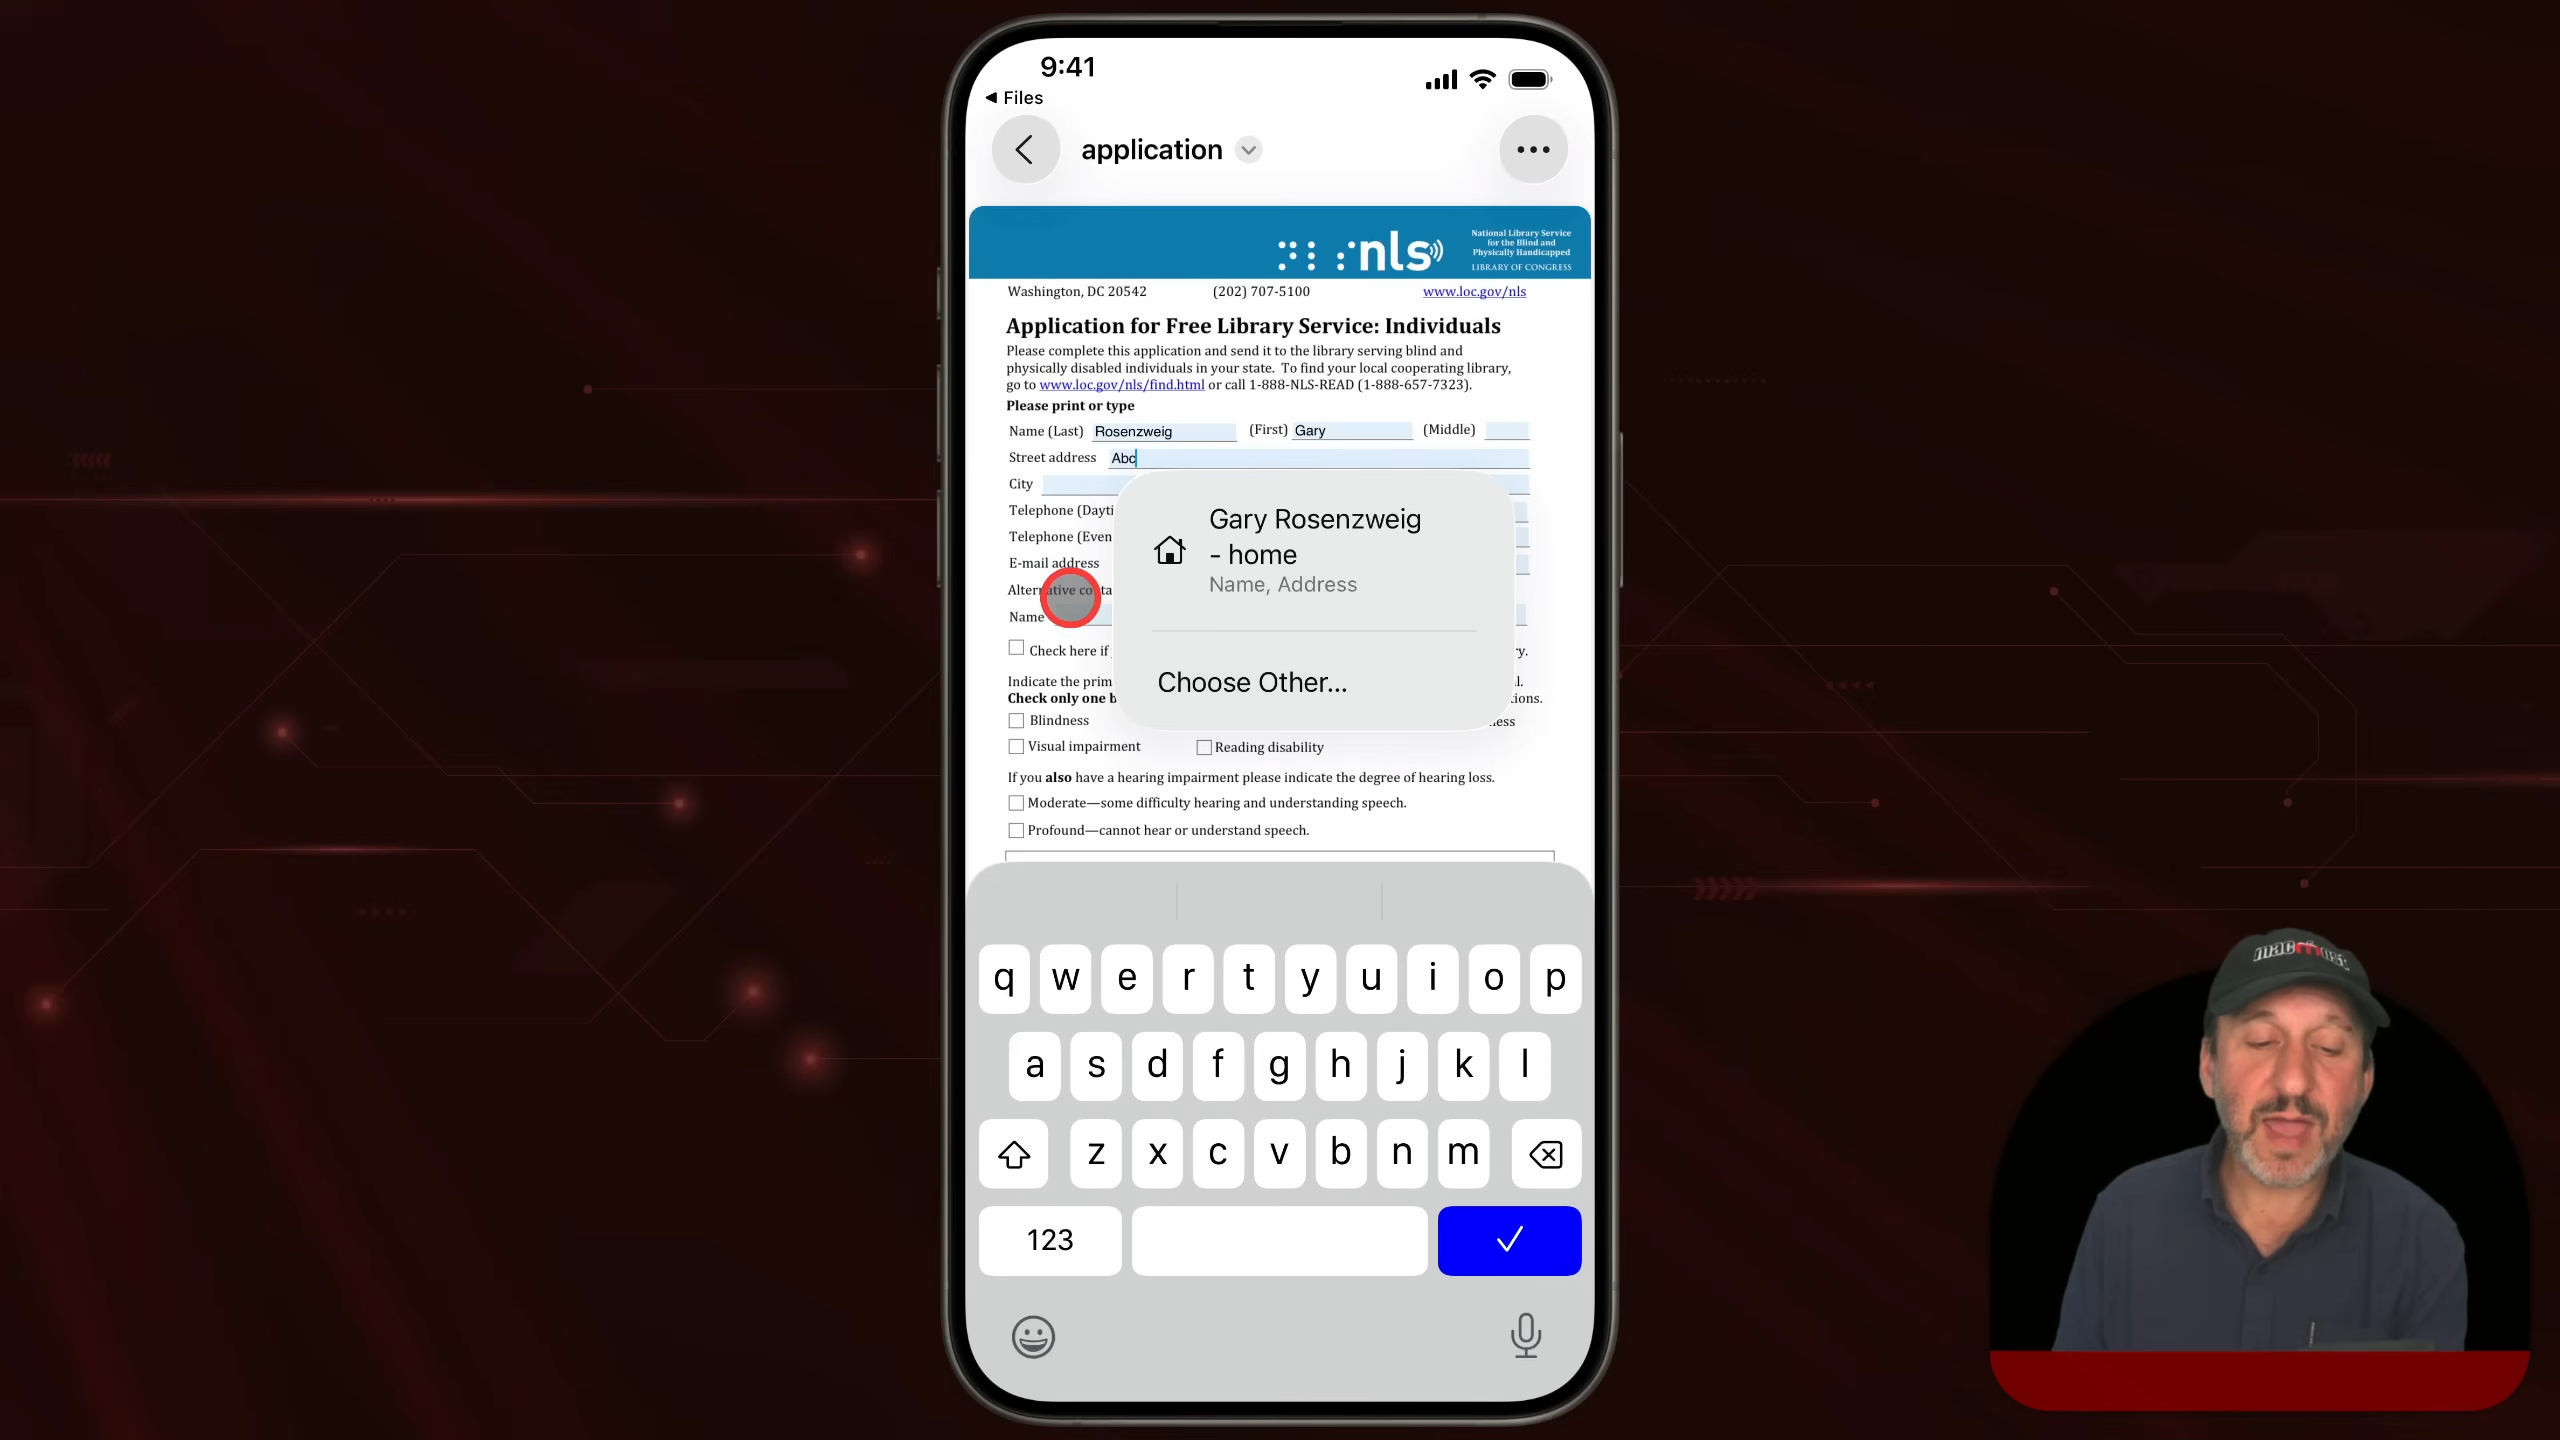 9:41
Files
application
nls
National Library Service
for the Blind and
Physically Handicapped
LIBRARY OF CONGRESS
Washington, DC 20542 (202) 707-5100 www.loc.gov/nls
Application for Free Library Service: Individuals
Please complete this application and send it to the library serving blind and
physically disabled individuals in your state. To find your local cooperating library,
go to www.loc.gov/nls/find.html or call 1-888-NLS-READ (1-888-657-7323).
Please print or type
Name (Last) Rosenzweig (First) Gary (Middle)
Street address Abc
City
Telephone (Dayti
Telephone (Even
E-mail address
Alternative conta
Name
Gary Rosenzweig
- home
Name, Address
Choose Other...
Check here if ry.
Indicate the prim l.
Check only one b tions.
Blindness ness
Visual impairment Reading disability
If you also have a hearing impairment please indicate the degree of hearing loss.
Moderate—some difficulty hearing and understanding speech.
Profound—cannot hear or understand speech.
q w e r t y u i o p
a s d f g h j k l
z x c v b n m
123
macmost